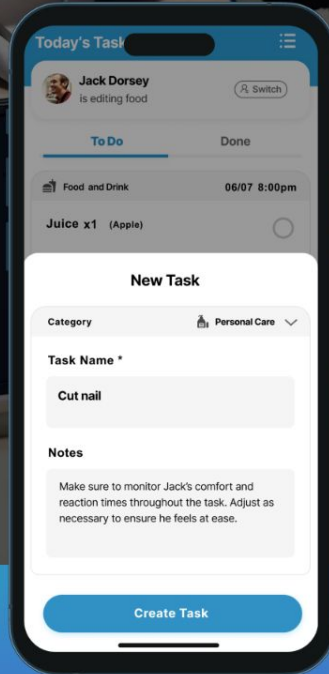 Today's Task
Jack Dorsey
is editing food
Switch
To Do
Done
Food and Drink
06/07 8:00pm
Juice x1 (Apple)
New Task
Category
Personal Care
Task Name *
Cut nail
Notes
Make sure to monitor Jack's comfort and
reaction times throughout the task. Adjust as
necessary to ensure he feels at ease.
Create Task